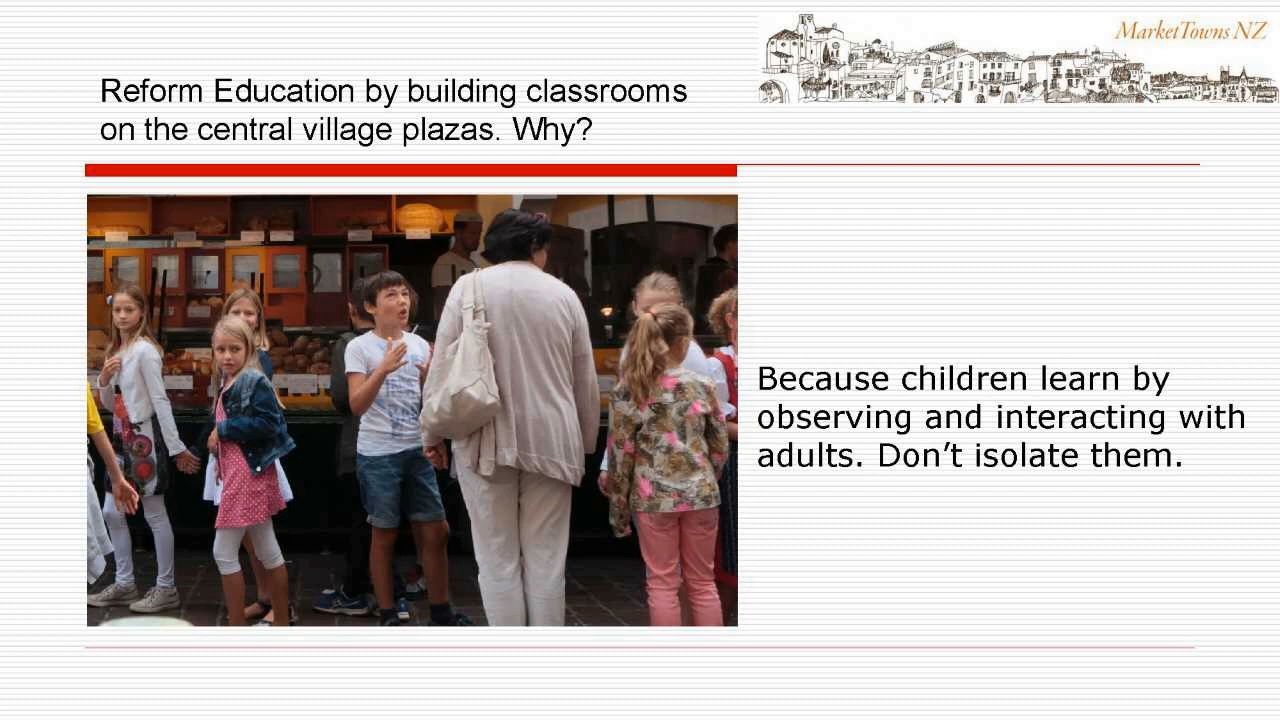 MarketTowns NZ
Reform Education by building classrooms
on the central village plazas. Why?
Because children learn by
observing and interacting with
adults. Don’t isolate them.